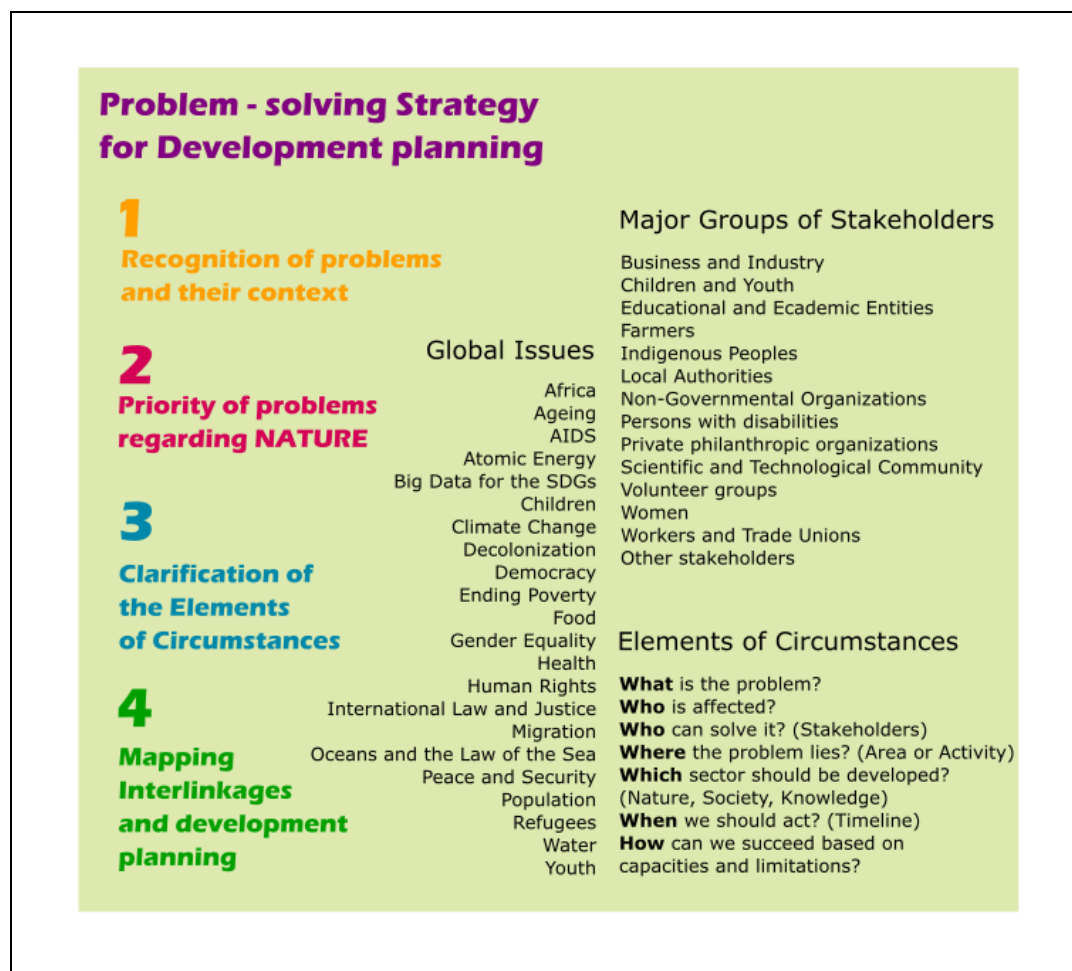 Problem - solving Strategy
for Development planning
1
Recognition of problems
and their context
2
Priority of problems
regarding NATURE
3
Clarification of
the Elements
of Circumstances
4
Mapping
Interlinkages
and development
planning
Global Issues
Africa
Ageing
AIDS
Atomic Energy
Big Data for the SDGs
Children
Climate Change
Decolonization
Democracy
Ending Poverty
Food
Gender Equality
Health
Human Rights
International Law and Justice
Migration
Oceans and the Law of the Sea
Peace and Security
Population
Refugees
Water
Youth
Major Groups of Stakeholders
Business and Industry
Children and Youth
Educational and Ecademic Entities
Farmers
Indigenous Peoples
Local Authorities
Non-Governmental Organizations
Persons with disabilities
Private philanthropic organizations
Scientific and Technological Community
Volunteer groups
Women
Workers and Trade Unions
Other stakeholders
Elements of Circumstances
What is the problem?
Who is affected?
Who can solve it? (Stakeholders)
Where the problem lies? (Area or Activity)
Which sector should be developed?
(Nature, Society, Knowledge)
When we should act? (Timeline)
How can we succeed based on
capacities and limitations?